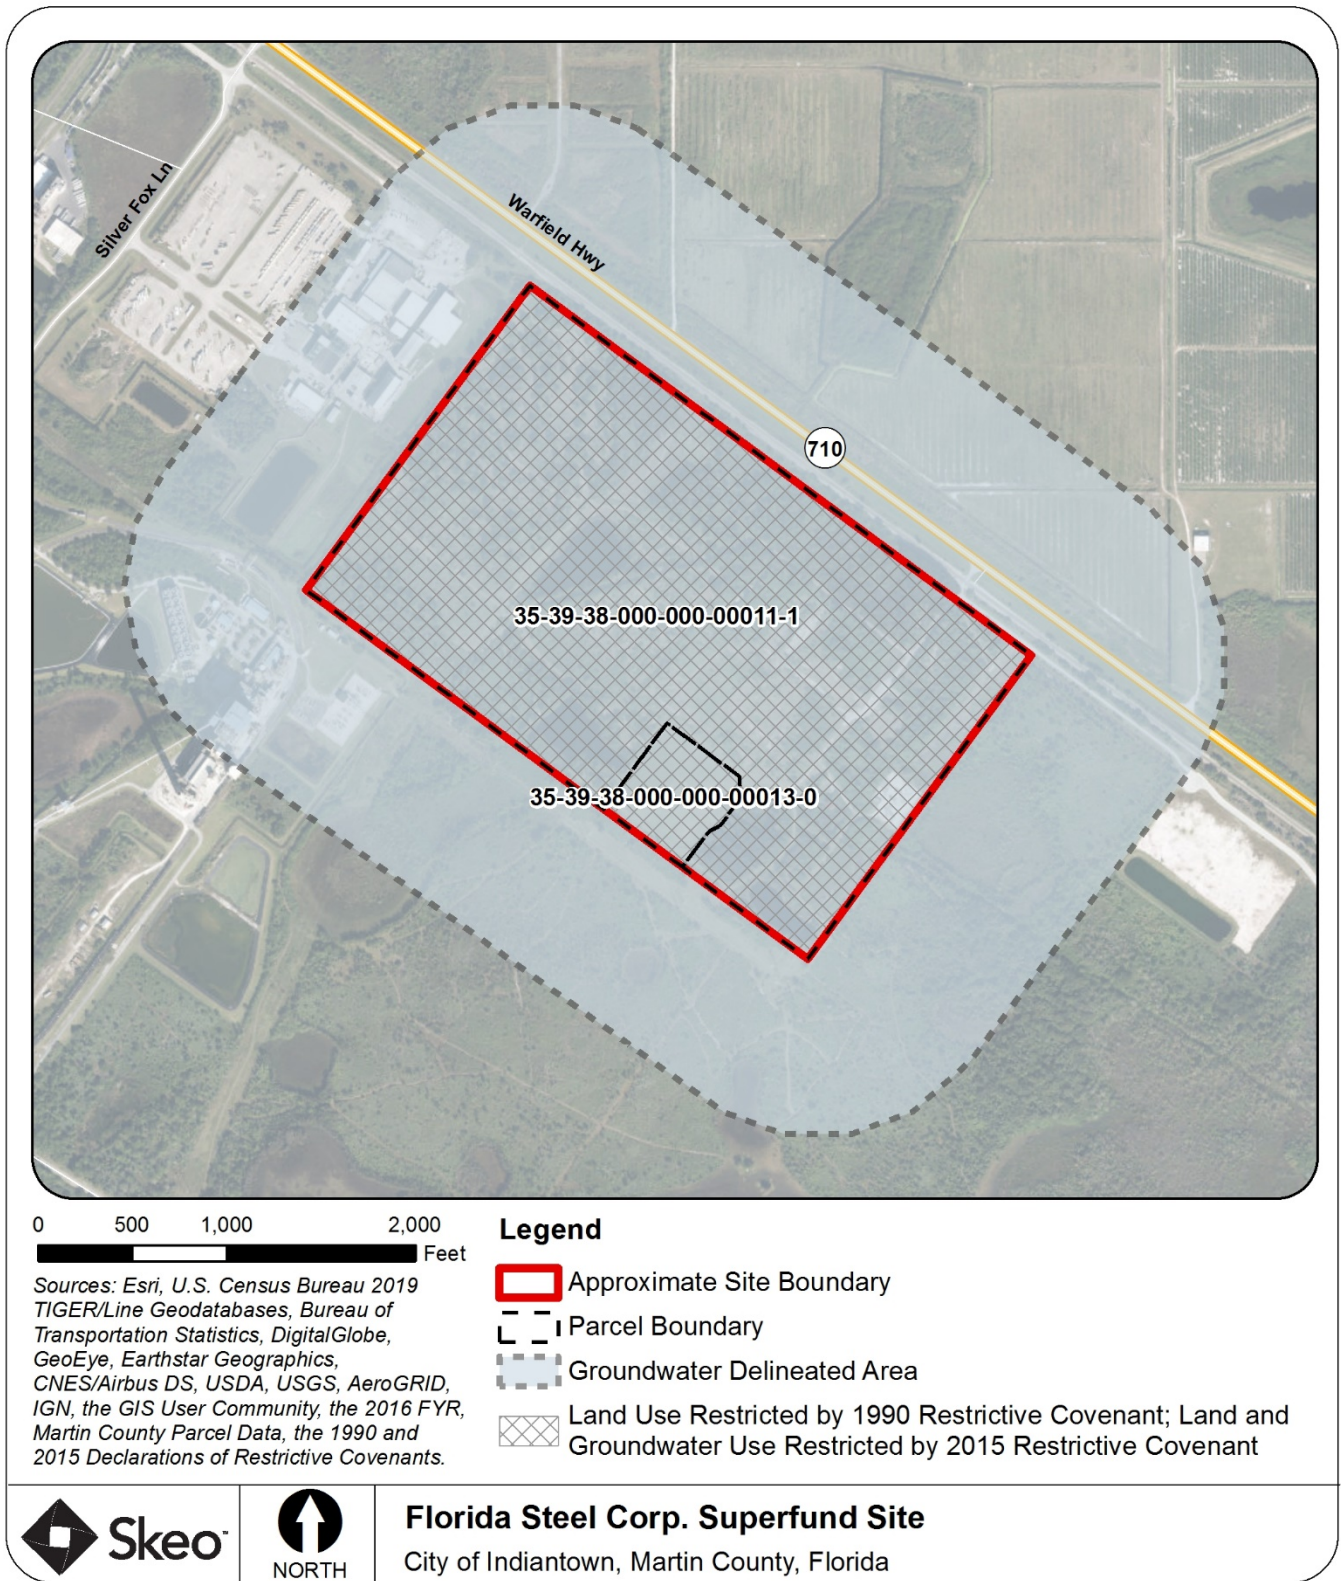 Silver Fox Ln
Warfield Hwy
710
35-39-38-000-000-00011-1
35-39-38-000-000-00013-0
0 500 1,000 2,000
Feet
Sources: Esri, U.S. Census Bureau 2019
TIGER/Line Geodatabases, Bureau of
Transportation Statistics, DigitalGlobe,
GeoEye, Earthstar Geographics,
CNES/Airbus DS, USDA, USGS, AeroGRID,
IGN, the GIS User Community, the 2016 FYR,
Martin County Parcel Data, the 1990 and
2015 Declarations of Restrictive Covenants.
Legend
Approximate Site Boundary
Parcel Boundary
Groundwater Delineated Area
Land Use Restricted by 1990 Restrictive Covenant; Land and
Groundwater Use Restricted by 2015 Restrictive Covenant
Skeo
NORTH
Florida Steel Corp. Superfund Site
City of Indiantown, Martin County, Florida